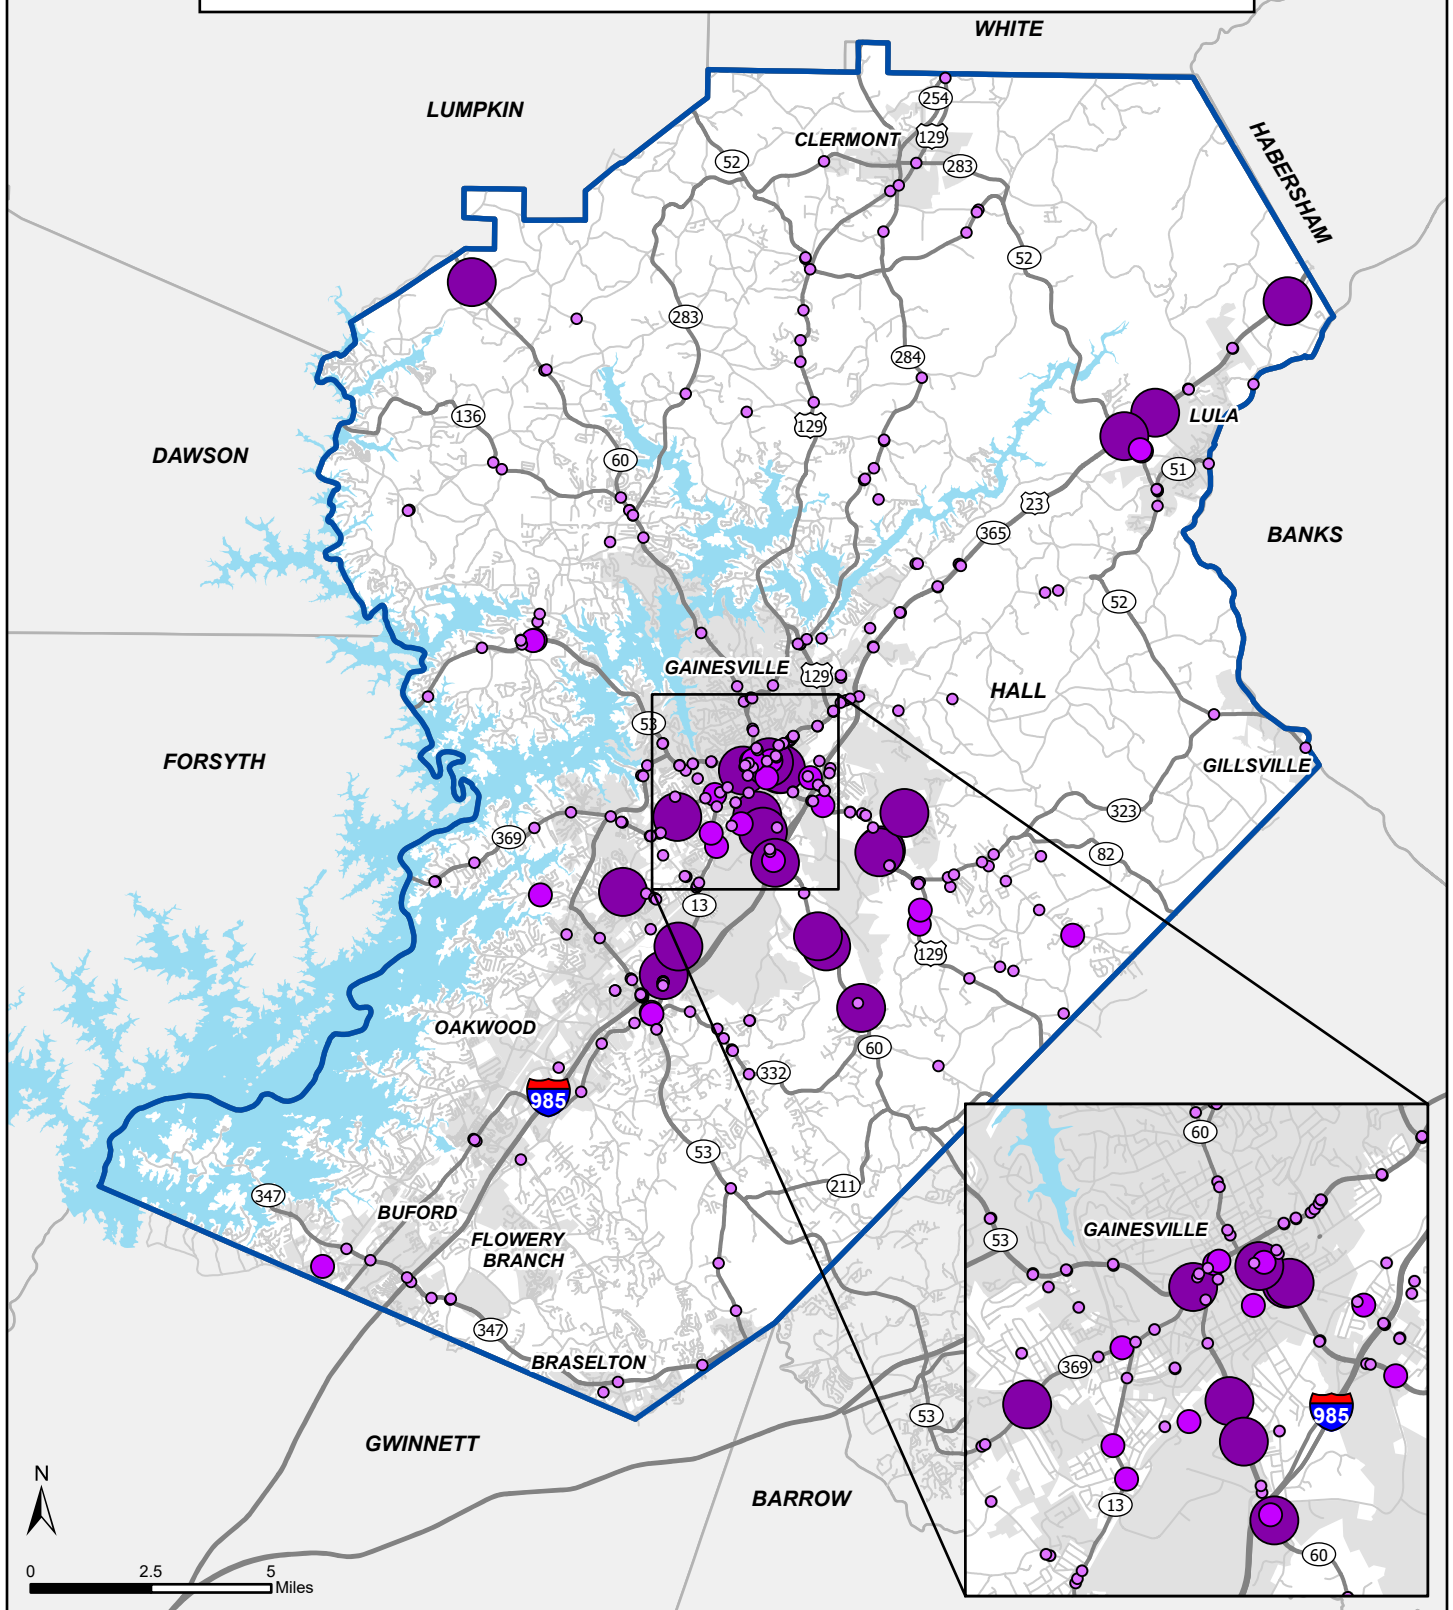 WHITE
LUMPKIN
254
CLERMONT
129
HABERSHAM
52
283
52
283
284
136
129
LULA
DAWSON
60
51
23
365
BANKS
52
GAINESVILLE
129
HALL
53
FORSYTH
GILLSVILLE
323
369
82
13
129
OAKWOOD
60
332
985
53
211
347
BUFORD
FLOWERY
BRANCH
347
BRASELTON
53
GWINNETT
BARROW
N
0 2.5 5
Miles
60
GAINESVILLE
53
369
985
13
60